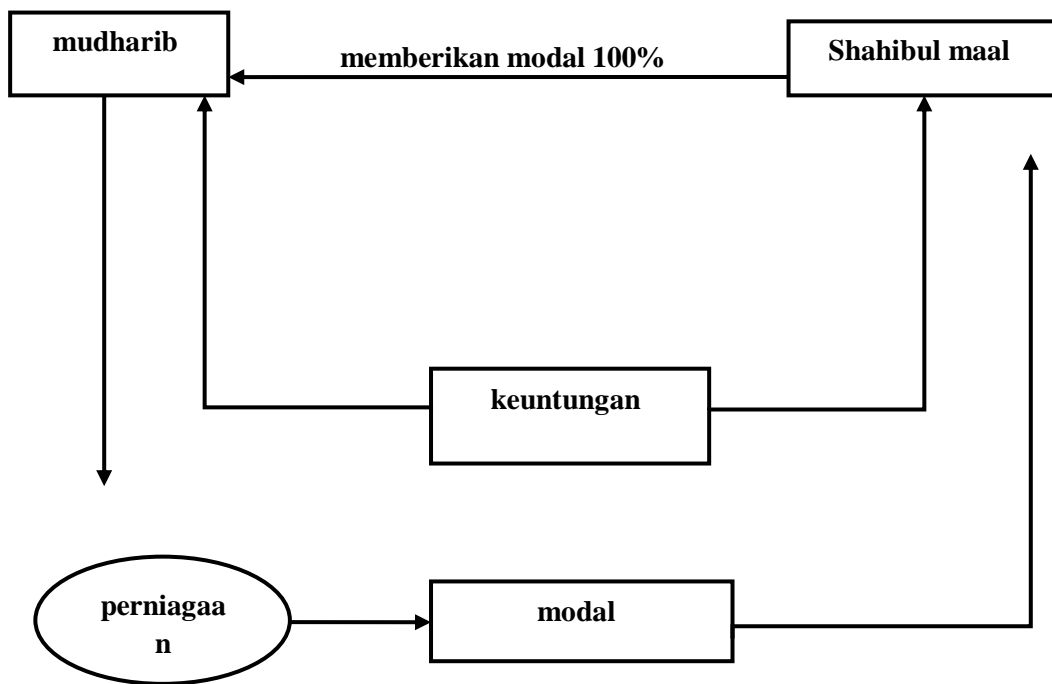 mudharib
memberikan modal 100%
Shahibul maal
keuntungan
perniagaa
n
modal